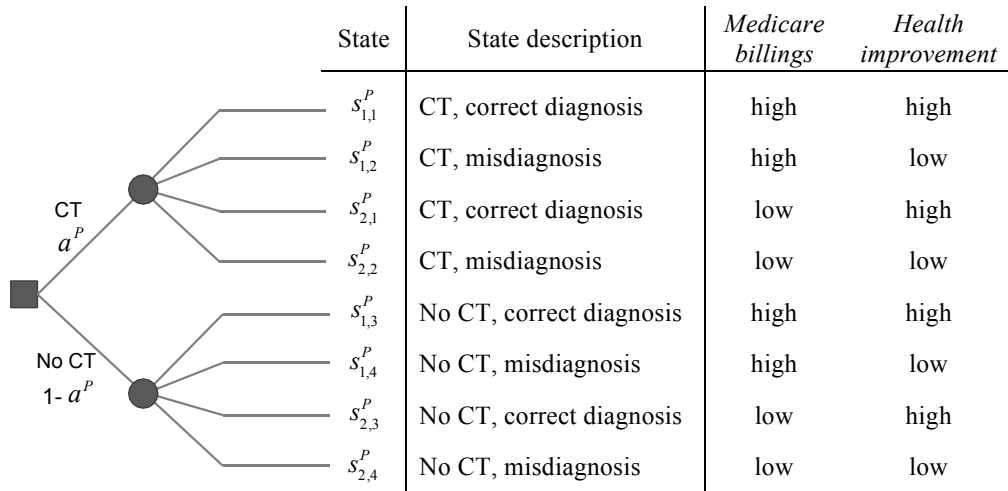 State State description Medicare billings Health improvement
s^P_{1,1} CT, correct diagnosis high high
s^P_{1,2} CT, misdiagnosis high low
s^P_{2,1} CT, correct diagnosis low high
s^P_{2,2} CT, misdiagnosis low low
s^P_{1,3} No CT, correct diagnosis high high
s^P_{1,4} No CT, misdiagnosis high low
s^P_{2,3} No CT, correct diagnosis low high
s^P_{2,4} No CT, misdiagnosis low low
CT
a^P
No CT
1- a^P